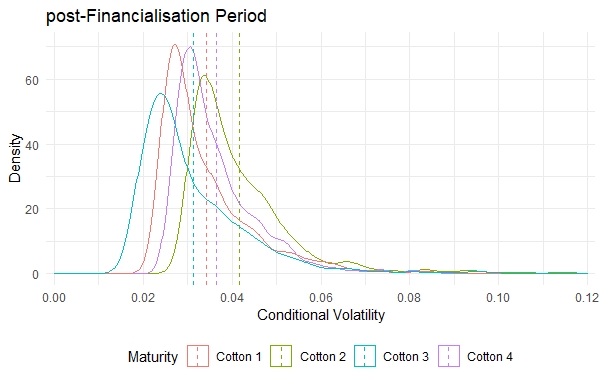 post-Financialisation Period
Density
60
40
20
0
0.00 0.02 0.04 0.06 0.08 0.10 0.12
Conditional Volatility
Maturity Cotton 1 Cotton 2 Cotton 3 Cotton 4